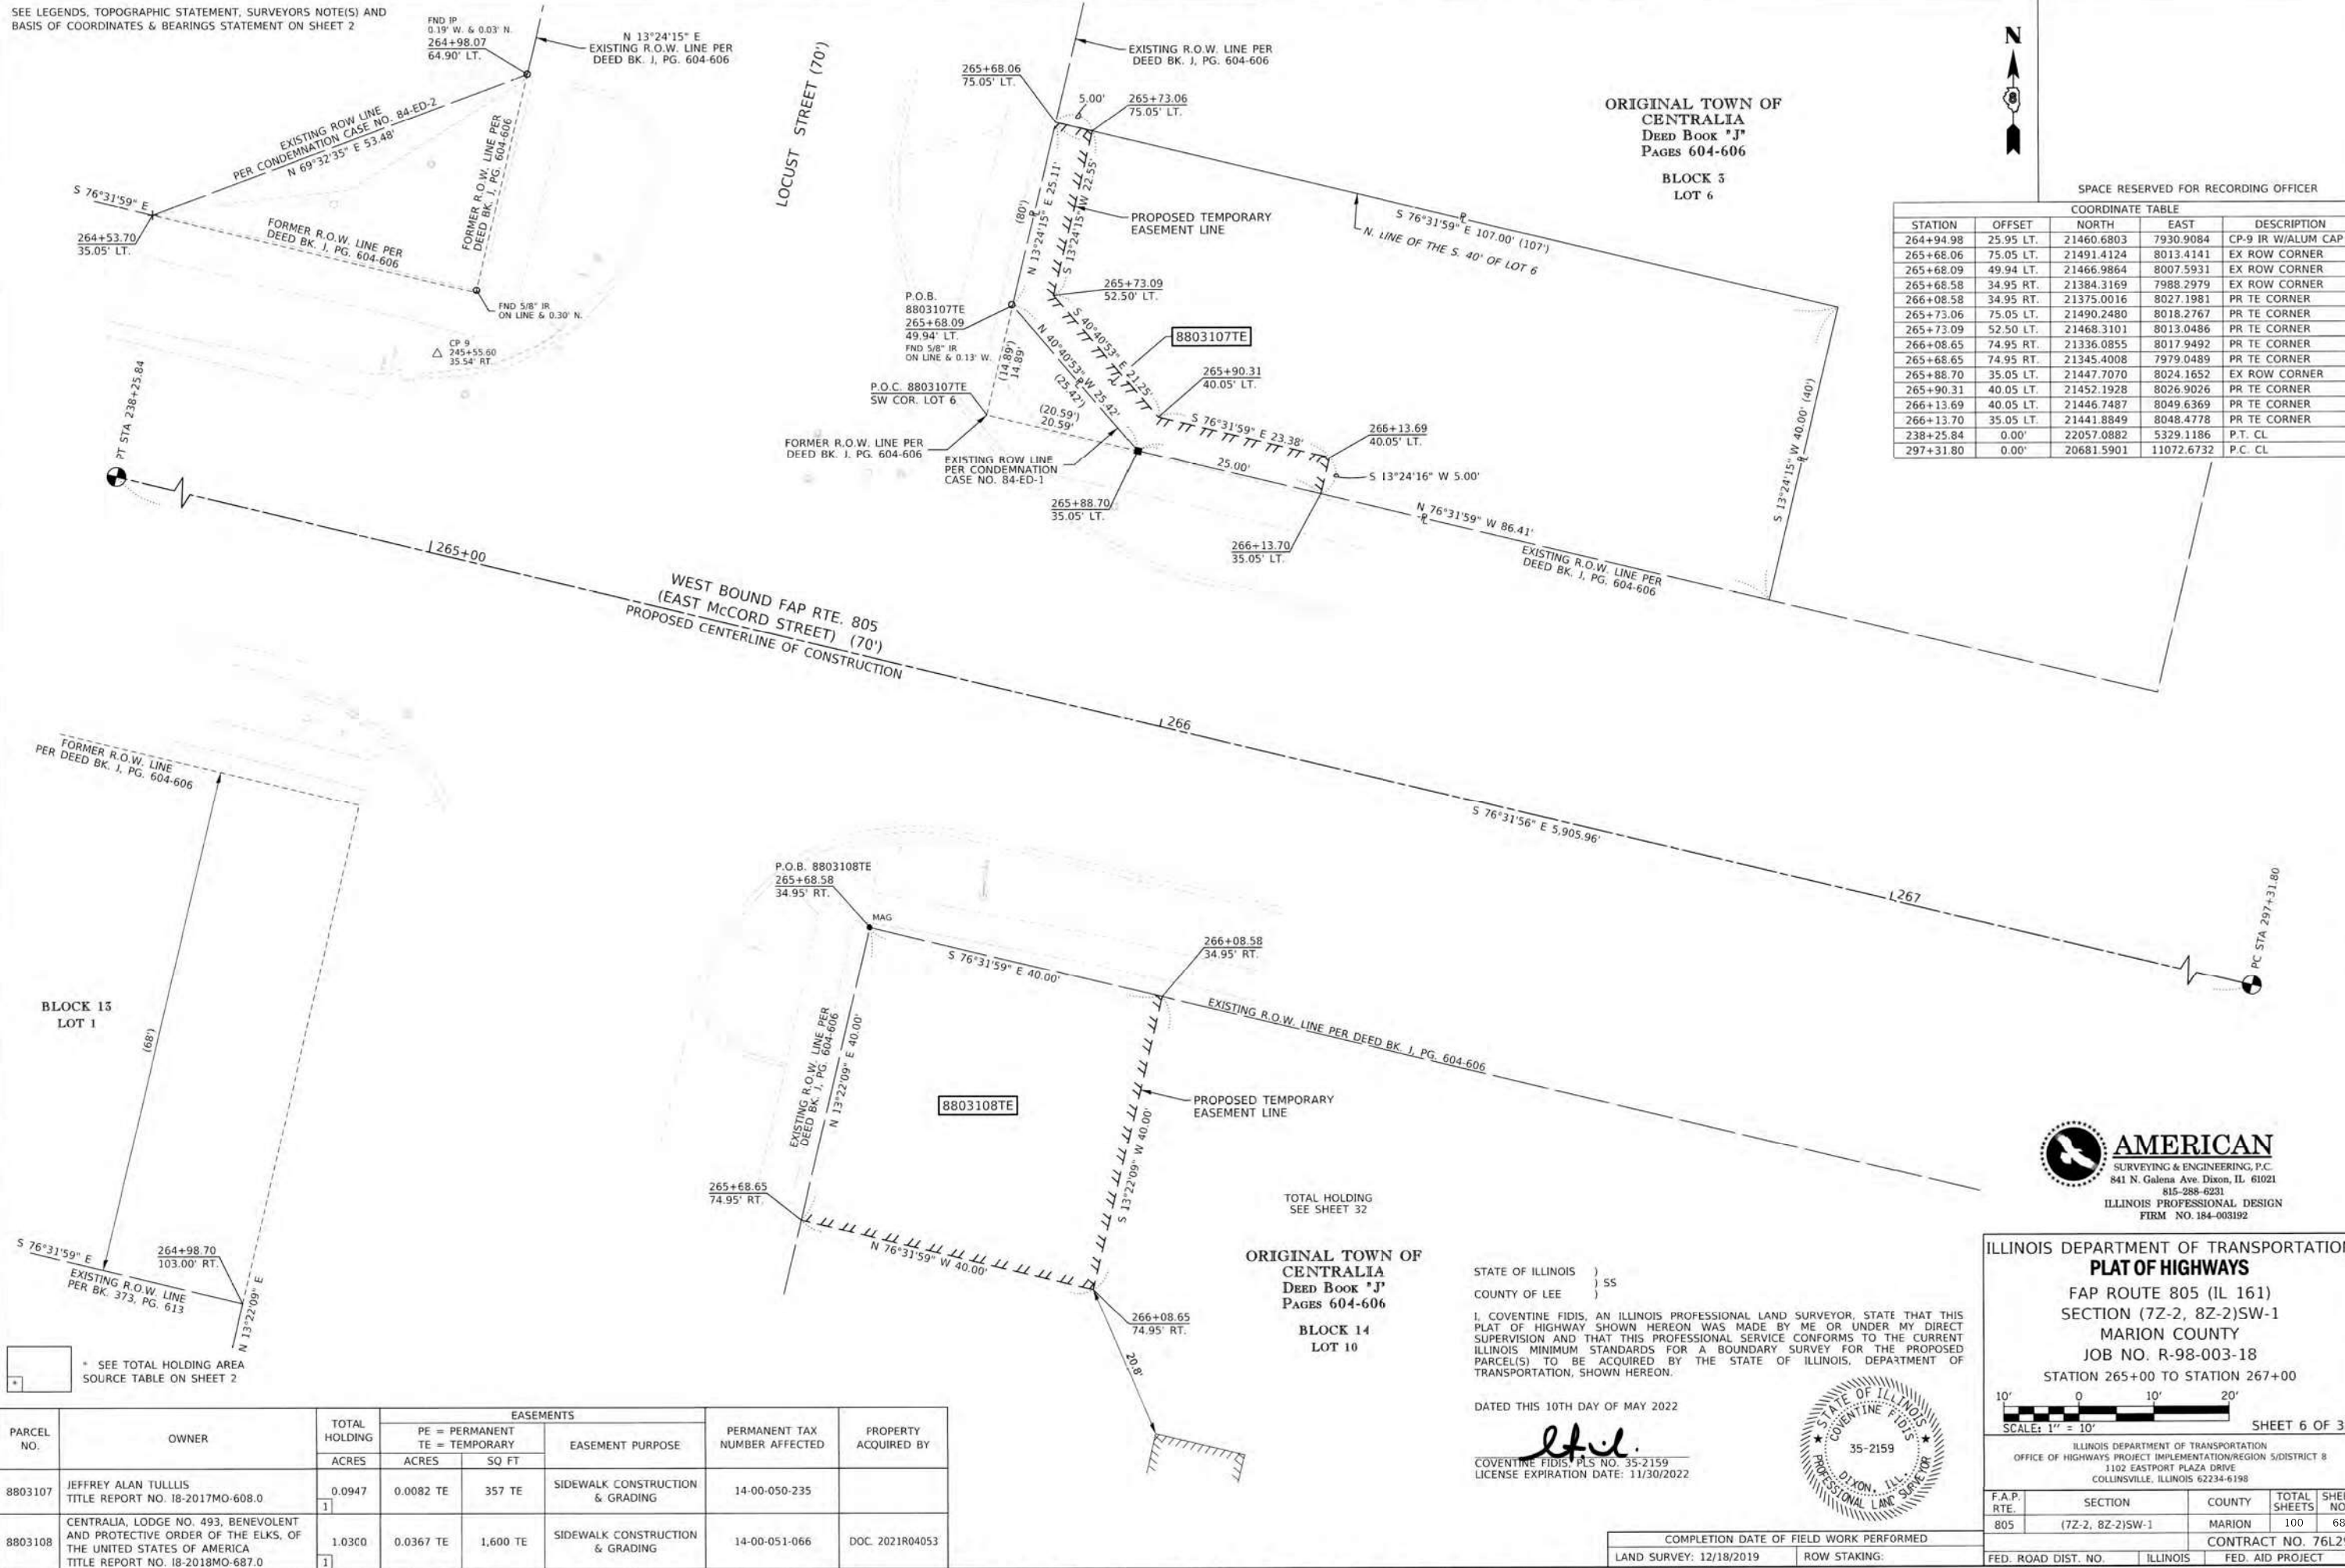 SEE LEGENDS, TOPOGRAPHIC STATEMENT, SURVEYORS NOTE(S) AND
BASIS OF COORDINATES & BEARINGS STATEMENT ON SHEET 2
FND IP
0.19' W. & 0.03' N.
264+98.07
64.90' LT.
N 13°24'15" E
EXISTING R.O.W. LINE PER
DEED BK. J, PG. 604-606
EXISTING ROW LINE
PER CONDEMNATION CASE NO. 84-ED-2
N 69°32'35" E 53.48'
FORMER R.O.W. LINE PER
DEED BK. J, PG. 604-606
S 76°31'59" E
264+53.70
35.05' LT.
FORMER R.O.W. LINE PER
DEED BK. J, PG. 604-606
FND 5/8" IR
ON LINE & 0.30' N.
CP 9
245+55.60
35.54' RT.
PT STA 238+25.84
LOCUST STREET (70')
EXISTING R.O.W. LINE PER
DEED BK. J, PG. 604-606
265+68.06
75.05' LT.
5.00'
265+73.06
75.05' LT.
(80')
N 13°24'15" E 25.11'
S 13°24'15" W 22.55'
PROPOSED TEMPORARY
EASEMENT LINE
S 76°31'59" E 107.00' (107')
N. LINE OF THE S. 40' OF LOT 6
ORIGINAL TOWN OF
CENTRALIA
DEED BOOK "J"
PAGES 604-606
BLOCK 3
LOT 6
P.O.B.
8803107TE
265+68.09
49.94' LT.
FND 5/8" IR
ON LINE & 0.13' W.
265+73.09
52.50' LT.
S 40°40'53" E 21.25'
8803107TE
N 40°40'53" W 25.42'
(25.42')
(14.89')
14.89'
265+90.31
40.05' LT.
P.O.C. 8803107TE
SW COR. LOT 6
(20.59')
20.59'
S 76°31'59" E 23.38'
266+13.69
40.05' LT.
FORMER R.O.W. LINE PER
DEED BK. J. PG. 604-606
EXISTING ROW LINE
PER CONDEMNATION
CASE NO. 84-ED-1
25.00'
S 13°24'16" W 5.00'
265+88.70
35.05' LT.
266+13.70
35.05' LT.
N 76°31'59" W 86.41'
EXISTING R.O.W. LINE PER
DEED BK. J, PG. 604-606
S 13°24'15" W 40.00' (40')
N
8
SPACE RESERVED FOR RECORDING OFFICER
COORDINATE TABLE
STATION OFFSET NORTH EAST DESCRIPTION
264+94.98 25.95 LT. 21460.6803 7930.9084 CP-9 IR W/ALUM CAP
265+68.06 75.05 LT. 21491.4124 8013.4141 EX ROW CORNER
265+68.09 49.94 LT. 21466.9864 8007.5931 EX ROW CORNER
265+68.58 34.95 RT. 21384.3169 7988.2979 EX ROW CORNER
266+08.58 34.95 RT. 21375.0016 8027.1981 PR TE CORNER
265+73.06 75.05 LT. 21490.2480 8018.2767 PR TE CORNER
265+73.09 52.50 LT. 21468.3101 8013.0486 PR TE CORNER
266+08.65 74.95 RT. 21336.0855 8017.9492 PR TE CORNER
265+68.65 74.95 RT. 21345.4008 7979.0489 PR TE CORNER
265+88.70 35.05 LT. 21447.7070 8024.1652 EX ROW CORNER
265+90.31 40.05 LT. 21452.1928 8026.9026 PR TE CORNER
266+13.69 40.05 LT. 21446.7487 8049.6369 PR TE CORNER
266+13.70 35.05 LT. 21441.8849 8048.4778 PR TE CORNER
238+25.84 0.00' 22057.0882 5329.1186 P.T. CL
297+31.80 0.00' 20681.5901 11072.6732 P.C. CL
265+00
WEST BOUND FAP RTE. 805
(EAST McCORD STREET) (70')
PROPOSED CENTERLINE OF CONSTRUCTION
266
S 76°31'56" E 5,905.96'
267
PC STA 297+31.80
FORMER R.O.W. LINE
PER DEED BK. J, PG. 604-606
BLOCK 13
LOT 1
(68')
S 76°31'59" E
EXISTING R.O.W. LINE
PER BK. 373, PG. 613
264+98.70
103.00' RT.
N 13°22'09" E
* SEE TOTAL HOLDING AREA
SOURCE TABLE ON SHEET 2
*
P.O.B. 8803108TE
265+68.58
34.95' RT.
MAG
S 76°31'59" E 40.00'
266+08.58
34.95' RT.
EXISTING R.O.W. LINE PER DEED BK. J, PG. 604-606
EXISTING R.O.W. LINE PER
DEED BK. J, PG. 604-606
N 13°22'09" E 40.00'
8803108TE
PROPOSED TEMPORARY
EASEMENT LINE
S 13°22'09" W 40.00'
265+68.65
74.95' RT.
N 76°31'59" W 40.00'
266+08.65
74.95' RT.
20.8'
TOTAL HOLDING
SEE SHEET 32
ORIGINAL TOWN OF
CENTRALIA
DEED BOOK "J"
PAGES 604-606
BLOCK 14
LOT 10
STATE OF ILLINOIS )
) SS
COUNTY OF LEE )
I, COVENTINE FIDIS, AN ILLINOIS PROFESSIONAL LAND SURVEYOR, STATE THAT THIS
PLAT OF HIGHWAY SHOWN HEREON WAS MADE BY ME OR UNDER MY DIRECT
SUPERVISION AND THAT THIS PROFESSIONAL SERVICE CONFORMS TO THE CURRENT
ILLINOIS MINIMUM STANDARDS FOR A BOUNDARY SURVEY FOR THE PROPOSED
PARCEL(S) TO BE ACQUIRED BY THE STATE OF ILLINOIS, DEPARTMENT OF
TRANSPORTATION, SHOWN HEREON.
DATED THIS 10TH DAY OF MAY 2022
COVENTINE FIDIS, PLS NO. 35-2159
LICENSE EXPIRATION DATE: 11/30/2022
STATE OF ILLINOIS
COVENTINE FIDIS
35-2159
DIXON, ILL.
PROFESSIONAL LAND SURVEYOR
AMERICAN
SURVEYING & ENGINEERING, P.C.
841 N. Galena Ave. Dixon, IL 61021
815-288-6231
ILLINOIS PROFESSIONAL DESIGN
FIRM NO. 184-003192
ILLINOIS DEPARTMENT OF TRANSPORTATION
PLAT OF HIGHWAYS
FAP ROUTE 805 (IL 161)
SECTION (7Z-2, 8Z-2)SW-1
MARION COUNTY
JOB NO. R-98-003-18
STATION 265+00 TO STATION 267+00
10' 0 10' 20'
SCALE: 1" = 10'
SHEET 6 OF 3
ILLINOIS DEPARTMENT OF TRANSPORTATION
OFFICE OF HIGHWAYS PROJECT IMPLEMENTATION/REGION 5/DISTRICT 8
1102 EASTPORT PLAZA DRIVE
COLLINSVILLE, ILLINOIS 62234-6198
F.A.P. RTE. SECTION COUNTY TOTAL SHEETS SHEE NO
805 (7Z-2, 8Z-2)SW-1 MARION 100 68
CONTRACT NO. 76L2
FED. ROAD DIST. NO. ILLINOIS FED. AID PROJECT
COMPLETION DATE OF FIELD WORK PERFORMED
LAND SURVEY: 12/18/2019 ROW STAKING:
PARCEL NO. OWNER TOTAL HOLDING EASEMENTS PERMANENT TAX NUMBER AFFECTED PROPERTY ACQUIRED BY
PE = PERMANENT
TE = TEMPORARY
EASEMENT PURPOSE
ACRES ACRES SQ FT
8803107 JEFFREY ALAN TULLLIS
TITLE REPORT NO. I8-2017MO-608.0
0.0947 1 0.0082 TE 357 TE SIDEWALK CONSTRUCTION & GRADING 14-00-050-235
8803108 CENTRALIA, LODGE NO. 493, BENEVOLENT
AND PROTECTIVE ORDER OF THE ELKS, OF
THE UNITED STATES OF AMERICA
TITLE REPORT NO. I8-2018MO-687.0
1.0300 1 0.0367 TE 1,600 TE SIDEWALK CONSTRUCTION & GRADING 14-00-051-066 DOC. 2021R04053